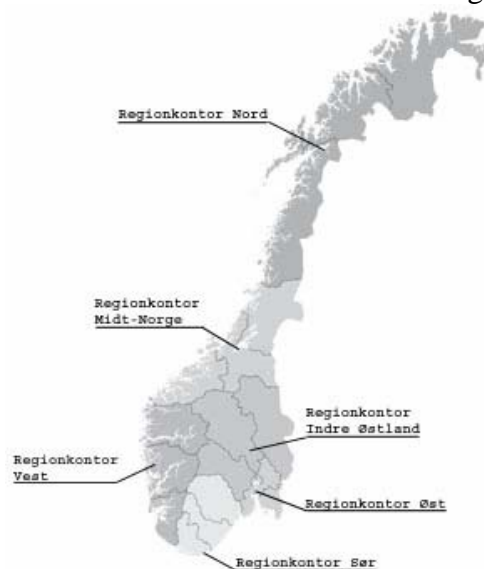 Regionkontor Nord
Regionkontor
Midt-Norge
Regionkontor
Indre Østland
Regionkontor
Vest
Regionkontor Øst
Regionkontor Sør